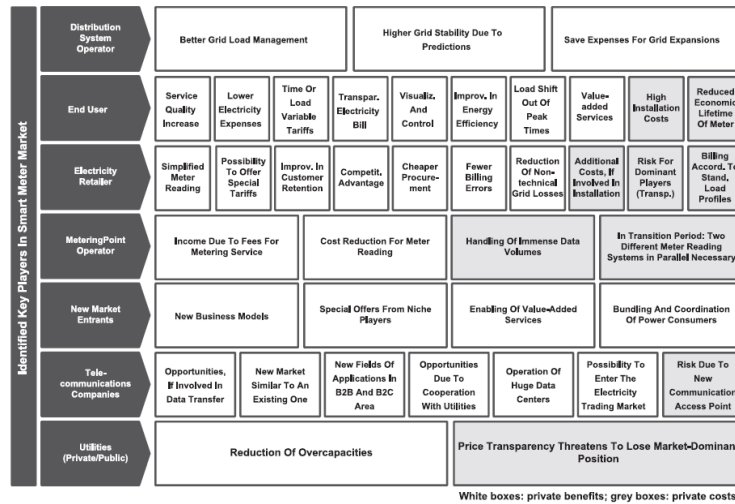 Identified Key Players In Smart Meter Market
Distribution
System
Operator
Better Grid Load Management
Higher Grid Stability Due To
Predictions
Save Expenses For Grid Expansions
End User
Service
Quality
Increase
Lower
Electricity
Expenses
Time Or
Load
Variable
Tariffs
Transpar.
Electricity
Bill
Visualiz.
And
Control
Improv. In
Energy
Efficiency
Load Shift
Out Of
Peak
Times
Value-
added
Services
High
Installation
Costs
Reduced
Economic
Lifetime
Of Meter
Electricity
Retailer
Simplified
Meter
Reading
Possibility
To Offer
Special
Tariffs
Improv. In
Customer
Retention
Competit.
Advantage
Cheaper
Procure-
ment
Fewer
Billing
Errors
Reduction
Of Non-
technical
Grid Losses
Additional
Costs, If
Involved In
Installation
Risk For
Dominant
Players
(Transp.)
Billing
Accord. To
Stand.
Load
Profiles
MeteringPoint
Operator
Income Due To Fees For
Metering Service
Cost Reduction For Meter
Reading
Handling Of Immense Data
Volumes
In Transition Period: Two
Different Meter Reading
Systems in Parallel Necessary
New Market
Entrants
New Business Models
Special Offers From Niche
Players
Enabling Of Value-Added
Services
Bundling And Coordination
Of Power Consumers
Tele-
communications
Companies
Opportunities,
If Involved In
Data Transfer
New Market
Similar To An
Existing One
New Fields Of
Applications In
B2B And B2C
Area
Opportunities
Due To
Cooperation
With Utilities
Operation Of
Huge Data
Centers
Possibility To
Enter The
Electricity
Trading Market
Risk Due To
New
Communication
Access Point
Utilities
(Private/Public)
Reduction Of Overcapacities
Price Transparency Threatens To Lose Market-Dominant
Position
White boxes: private benefits; grey boxes: private costs